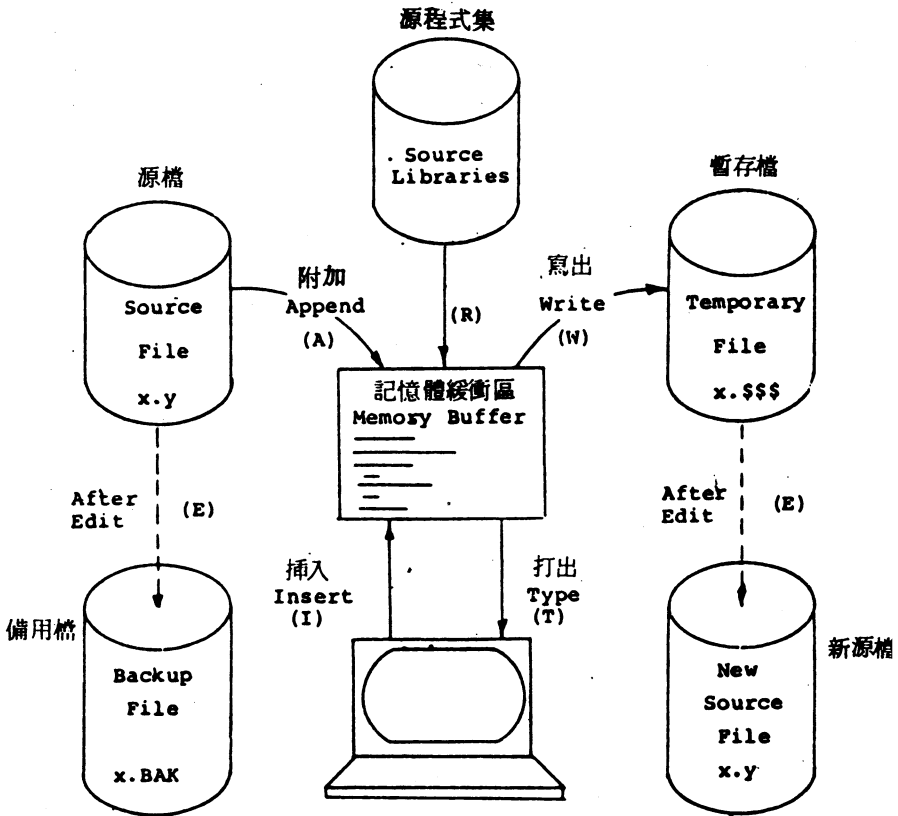 源程式集
Source
Libraries
源檔
Source
File
x.y
附加
Append
(A)
(R)
寫出
Write
(W)
暫存檔
Temporary
File
x.$$$
記憶體緩衝區
Memory Buffer
After
Edit
(E)
After
Edit
(E)
挿入
Insert
(I)
打出
Type
(T)
備用檔
Backup
File
x.BAK
新源檔
New
Source
File
x.y